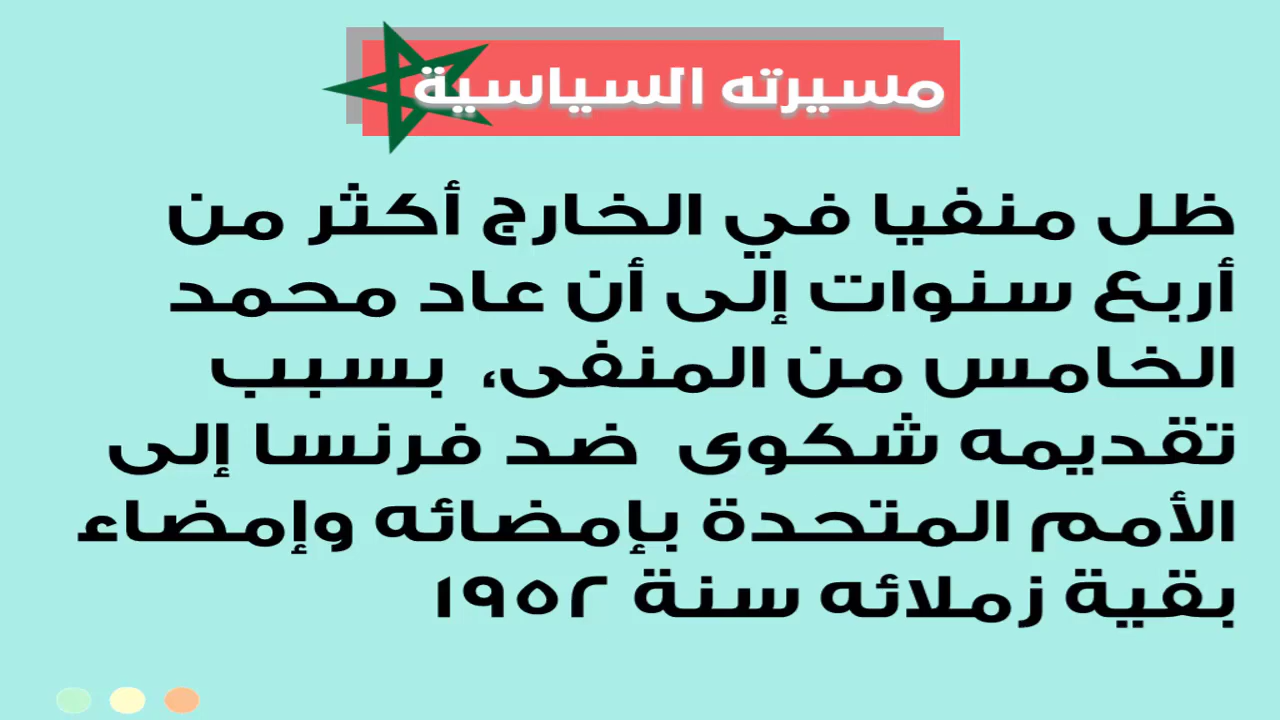 مسيرته السياسية
ظل منفيا في الخارج أكثر من
أربع سنوات إلى أن عاد محمد
الخامس من المنفى، بسبب
تقديمه شكوى ضد فرنسا إلى
الأمم المتحدة بإمضائه وإمضاء
بقية زملائه سنة ١٩٥٢